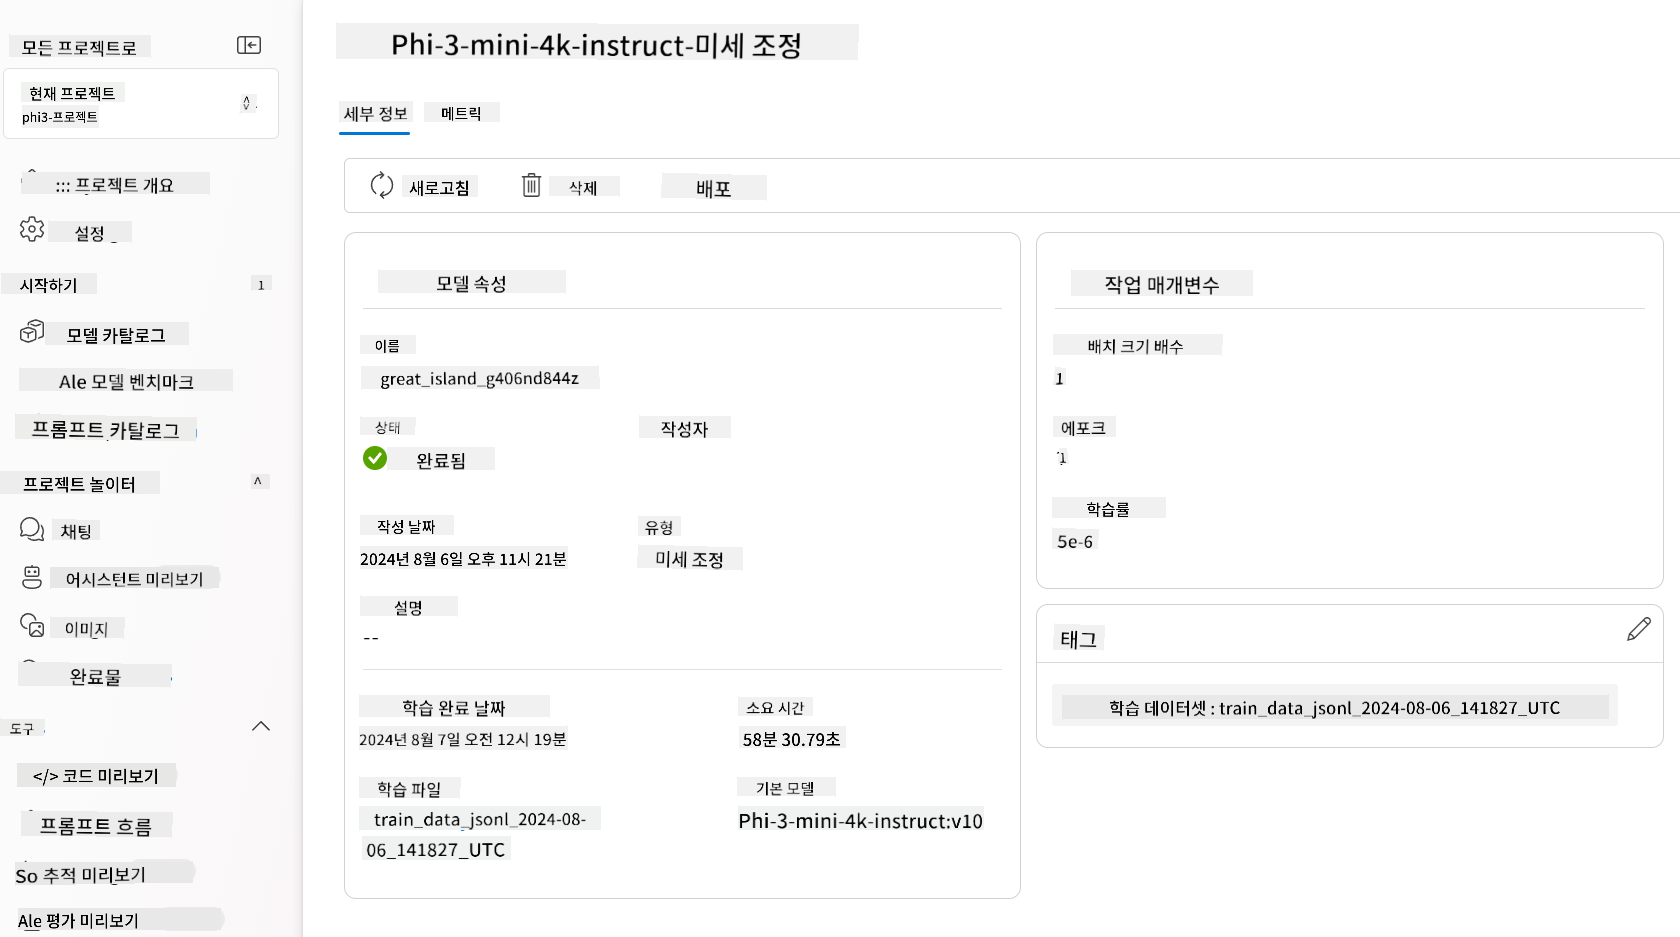 모든 프로젝트로
현재 프로젝트
phi3-프로젝트
::: 프로젝트 개요
설정
시작하기
1
모델 카탈로그
Ale 모델 벤치마크
프롬프트 카탈로그
프로젝트 놀이터
채팅
어시스턴트 미리보기
이미지
완료물
도구
</> 코드 미리보기
프롬프트 흐름
So 추적 미리보기
Ale 평가 미리보기
Phi-3-mini-4k-instruct-미세 조정
세부 정보
메트릭
새로고침
삭제
배포
모델 속성
이름
great_island_g406nd844z
상태
완료됨
작성자
작성 날짜
2024년 8월 6일 오후 11시 21분
유형
미세 조정
설명
--
학습 완료 날짜
2024년 8월 7일 오전 12시 19분
소요 시간
58분 30.79초
학습 파일
train_data_jsonl_2024-08-
06_141827_UTC
기본 모델
Phi-3-mini-4k-instruct:v10
작업 매개변수
배치 크기 배수
1
에포크
1
학습률
5e-6
태그
학습 데이터셋 : train_data_jsonl_2024-08-06_141827_UTC